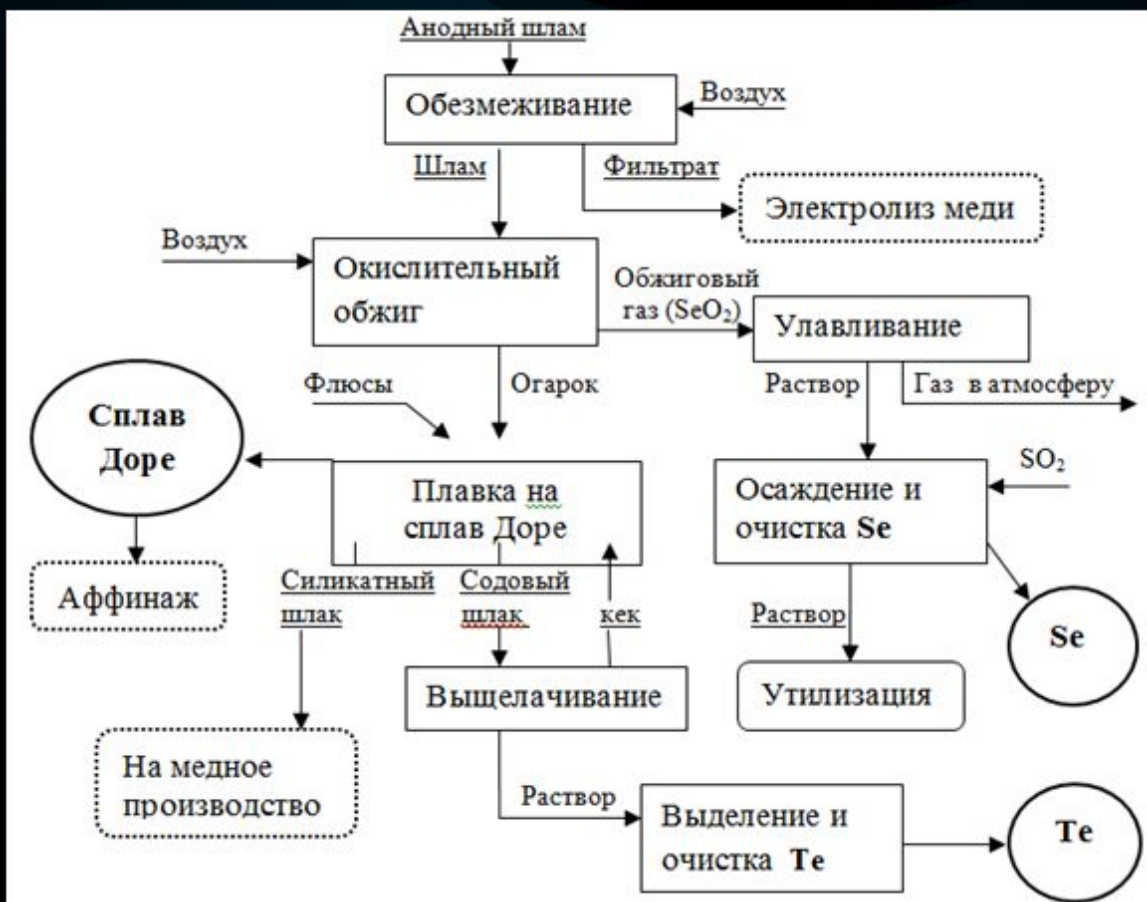 Анодный шлам
Обезмеживание
Воздух
Шлам
Фильтрат
Электролиз меди
Воздух
Окислительный
обжиг
Обжиговый
газ (SeO₂)
Улавливание
Флюсы
Огарок
Раствор
Газ в атмосферу
Сплав
Доре
Плавка на
сплав Доре
SO₂
Осаждение и
очистка Se
Аффинаж
Силикатный
шлак
Содовый
шлак
кек
Раствор
Se
Выщелачивание
Утилизация
На медное
производство
Раствор
Выделение и
очистка Te
Te